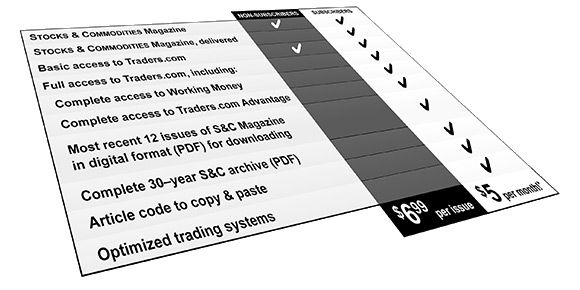 NON-SUBSCRIBERS SUBSCRIBERS
STOCKS & COMMODITIES Magazine
STOCKS & COMMODITIES Magazine, delivered
Basic access to Traders.com
Full access to Traders.com, including:
Complete access to Working Money
Complete access to Traders.com Advantage
Most recent 12 issues of S&C Magazine
in digital format (PDF) for downloading
Complete 30–year S&C archive (PDF)
Article code to copy & paste
Optimized trading systems
$6.99 per issue
$5 per month!*